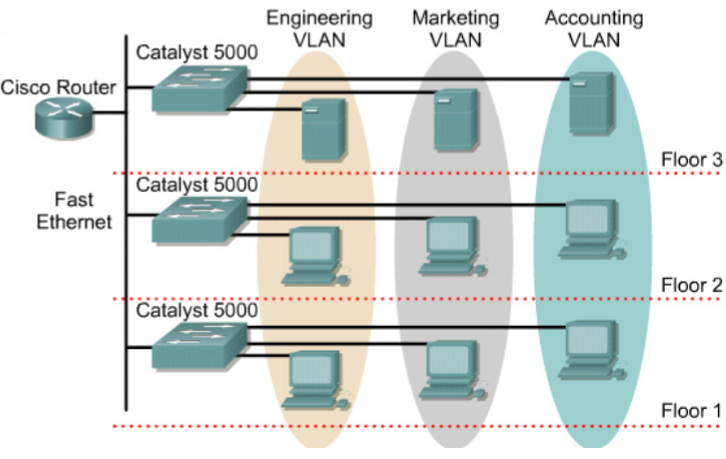 Engineering
VLAN
Marketing
VLAN
Accounting
VLAN
Catalyst 5000
Cisco Router
Floor 3
Catalyst 5000
Fast
Ethernet
Floor 2
Catalyst 5000
Floor 1